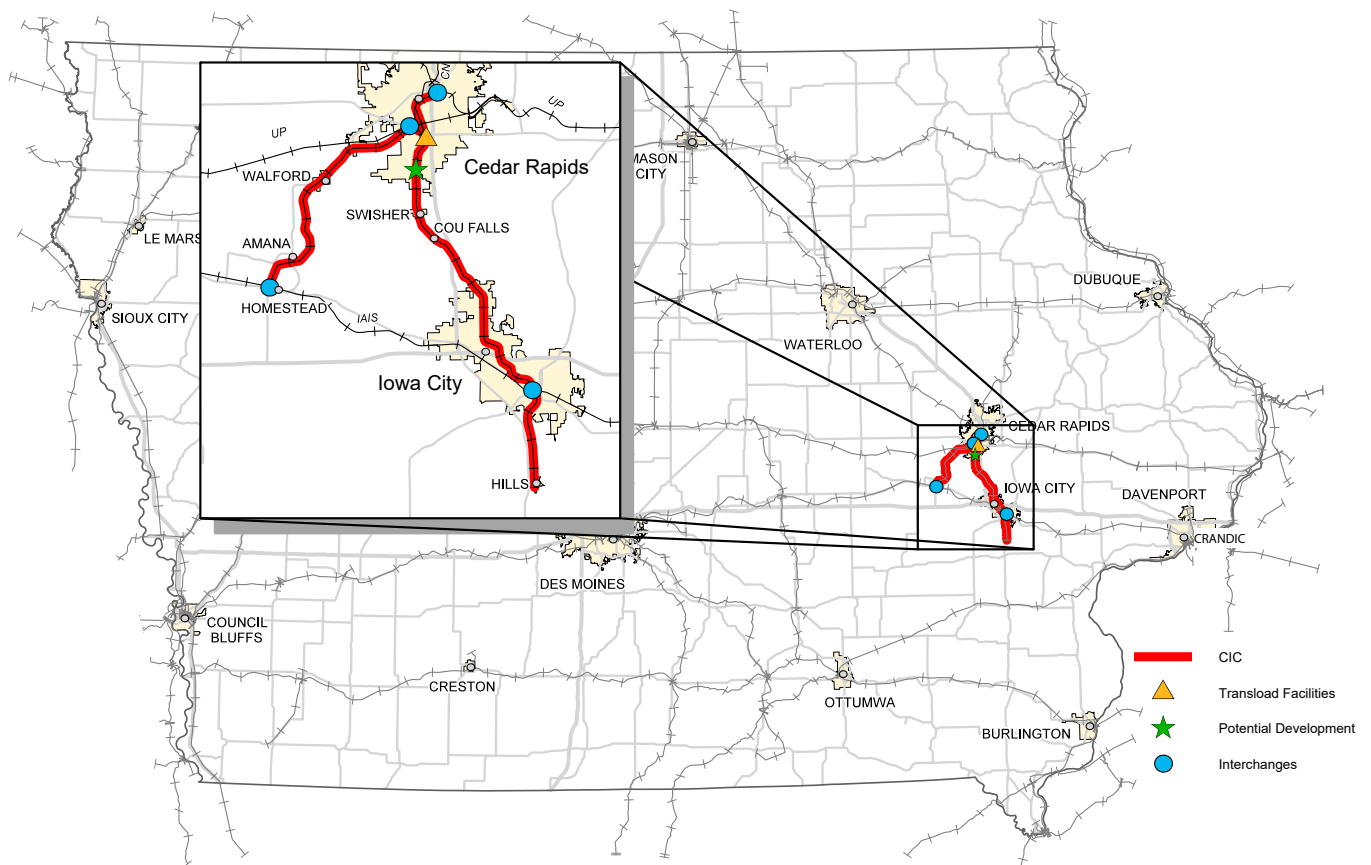 CN
UP
UP
Cedar Rapids
WALFORD
SWISHER
COU FALLS
AMANA
HOMESTEAD
IAIS
Iowa City
HILLS
MASON
CITY
LE MARS
SIOUX CITY
DUBUQUE
WATERLOO
CEDAR RAPIDS
IOWA CITY
DAVENPORT
CRANDIC
DES MOINES
COUNCIL
BLUFFS
CRESTON
OTTUMWA
BURLINGTON
CIC
Transload Facilities
Potential Development
Interchanges